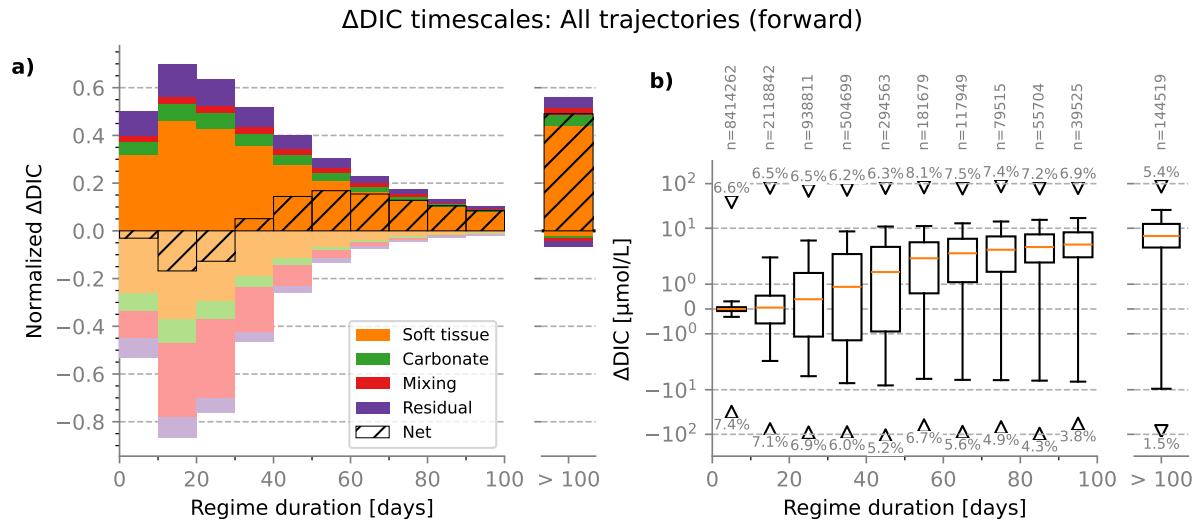 ΔDIC timescales: All trajectories (forward)
a)
Normalized ΔDIC
0.6
0.4
0.2
0.0
−0.2
−0.4
−0.6
−0.8
Soft tissue
Carbonate
Mixing
Residual
Net
0 20 40 60 80 100 > 100
Regime duration [days]
b)
n=8414262
n=2118842
n=938811
n=504699
n=294563
n=181679
n=117949
n=79515
n=55704
n=39525
n=144519
ΔDIC [μmol/L]
10²
10¹
10⁰
0
−10⁰
−10¹
−10²
6.6% 6.5% 6.5% 6.2% 6.3% 8.1% 7.5% 7.4% 7.2% 6.9% 5.4%
7.4% 7.1% 6.9% 6.0% 5.2% 6.7% 5.6% 4.9% 4.3% 3.8% 1.5%
0 20 40 60 80 100 > 100
Regime duration [days]